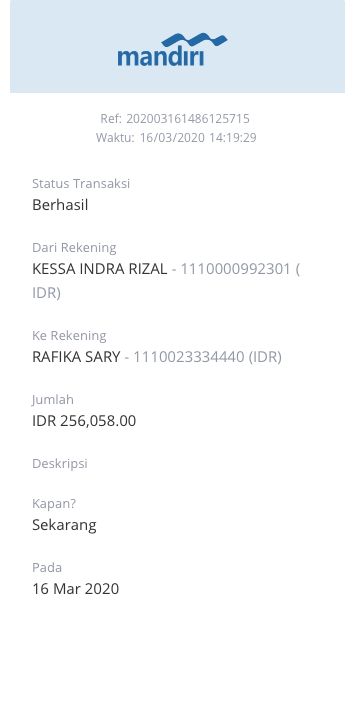 mandiri
Ref: 202003161486125715
Waktu: 16/03/2020 14:19:29
Status Transaksi
Berhasil
Dari Rekening
KESSA INDRA RIZAL - 1110000992301 (
IDR)
Ke Rekening
RAFIKA SARY - 1110023334440 (IDR)
Jumlah
IDR 256,058.00
Deskripsi
Kapan?
Sekarang
Pada
16 Mar 2020